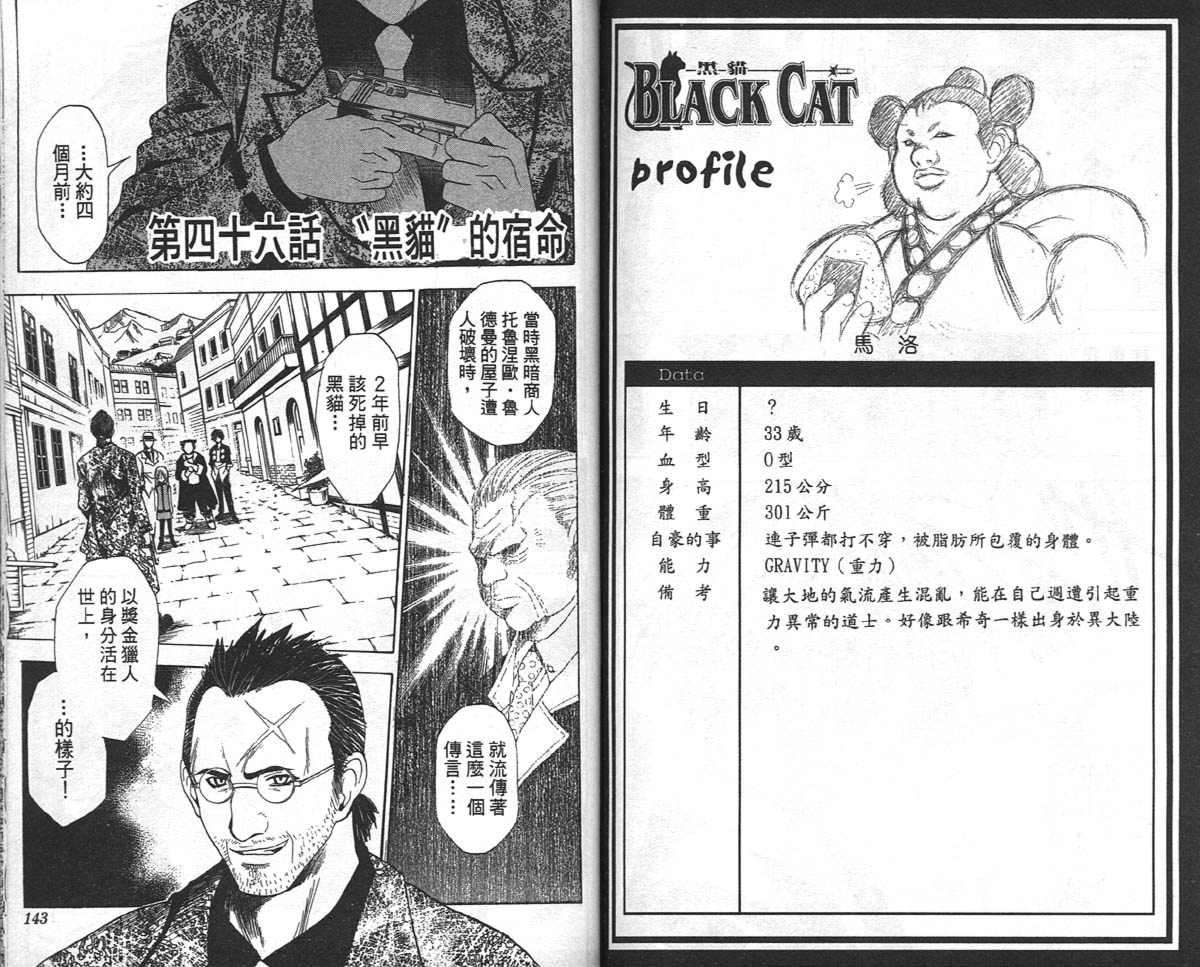 黑 貓
BLACK CAT
profile
馬 洛
Data
生 日 ?
年 齡 33歲
血 型 O型
身 高 215公分
體 重 301公斤
自豪的事 連子彈都打不穿，被脂肪所包覆的身體。
能 力 GRAVITY（重力）
備 考 讓大地的氣流產生混亂，能在自己週遭引起重
力異常的道士。好像跟希奇一樣出身於異大陸
。
…大約四
個月前…
第四十六話 〝黑貓〞的宿命
當時黑暗商人
托魯涅歐・魯
德曼的屋子遭
人破壞時，
就流傳著
這麼一個
傳言……
2年前早
該死掉的
黑貓…
以獎金獵人
的身分活在
世上，
…的樣子！
143